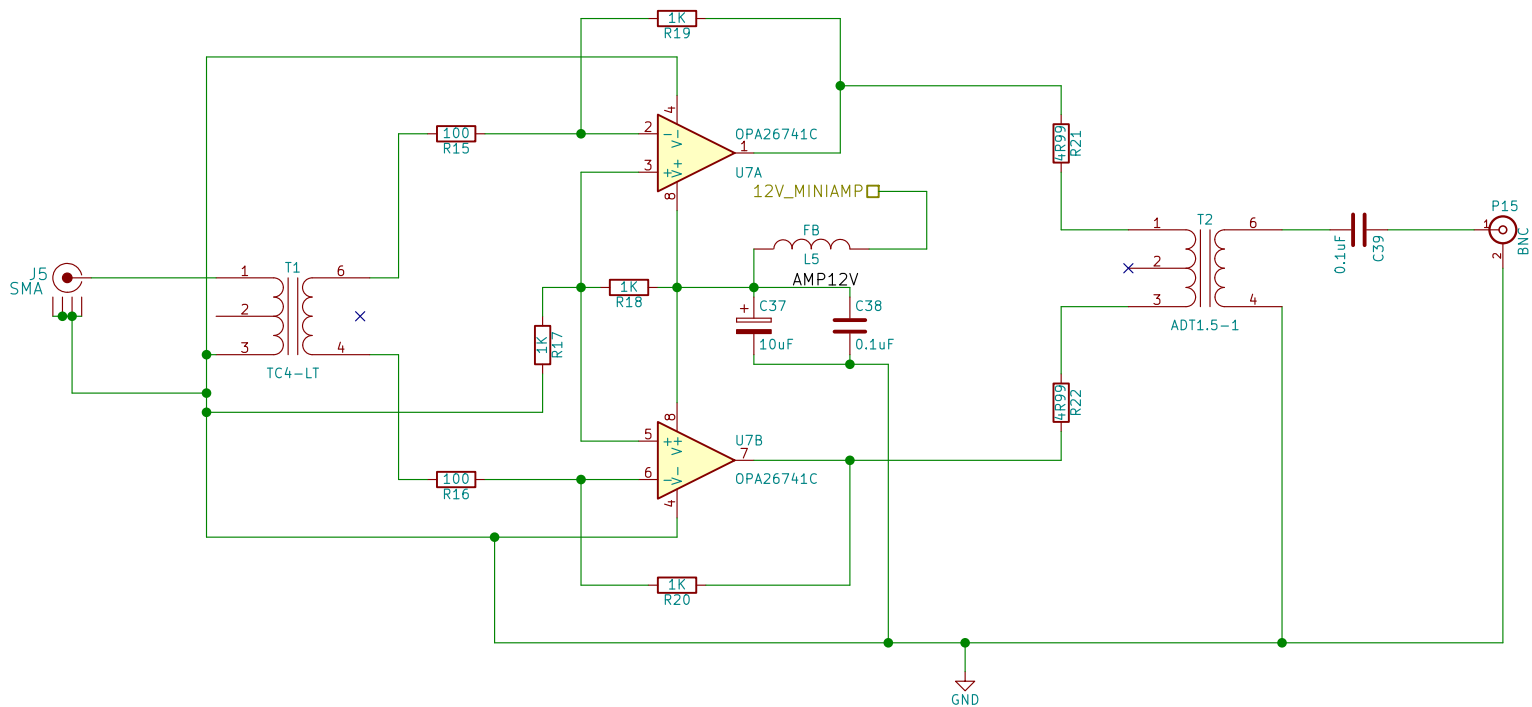 1K
R19
4
2
OPA26741C
100
V-
1
4R99
R21
R15
3
V+
U7A
8
12V_MINIAMP
P15
T2
1
6
1
BNC
FB
0.1uF
C39
2
J5
SMA
1
T1
6
L5
2
AMP12V
1K
R18
2
3
4
C37
C38
ADT1.5-1
1K
R17
10uF
0.1uF
3
4
TC4-LT
4R99
R22
8
5
V+
U7B
7
100
R16
6
V-
OPA26741C
4
1K
R20
GND